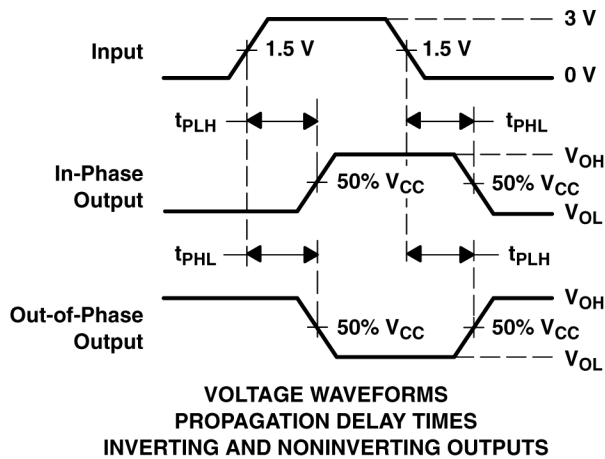 3 V
Input
1.5 V
1.5 V
0 V
tPLH
tPHL
In-Phase
Output
VOH
50% VCC
50% VCC
VOL
tPHL
tPLH
Out-of-Phase
Output
VOH
50% VCC
50% VCC
VOL
VOLTAGE WAVEFORMS
PROPAGATION DELAY TIMES
INVERTING AND NONINVERTING OUTPUTS